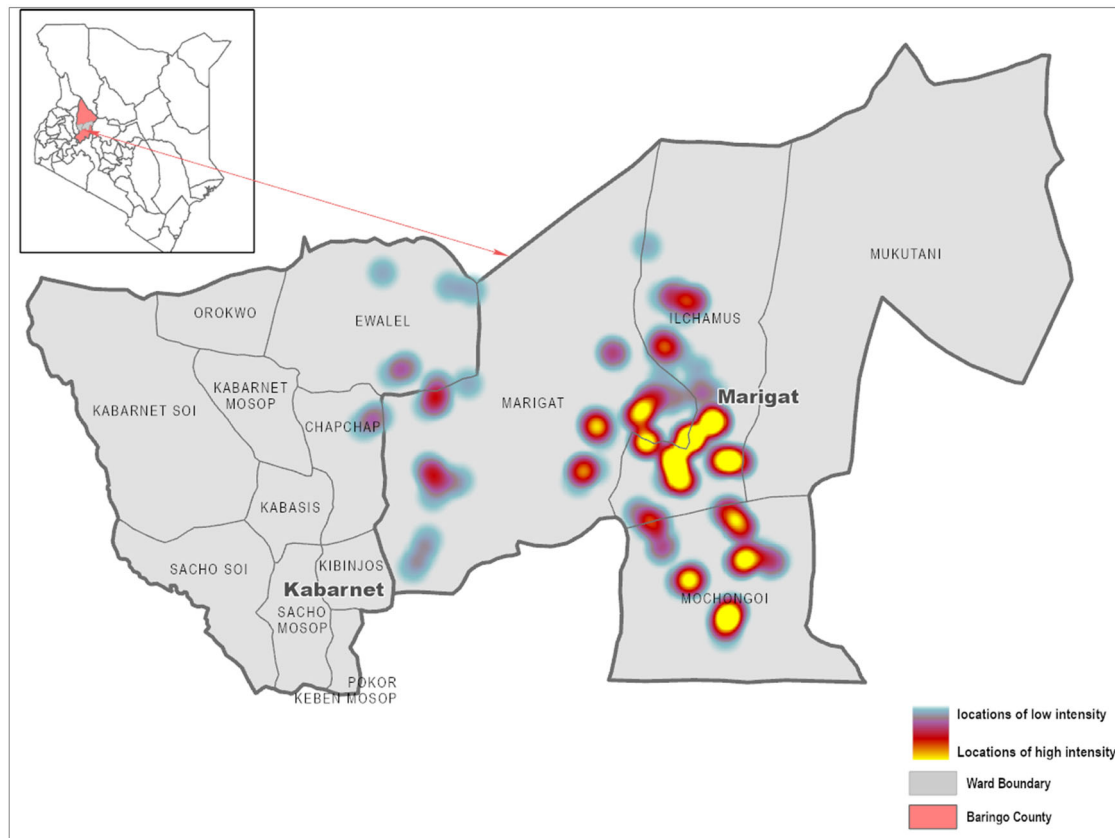 MUKUTANI
OROKWO
EWALEL
ILCHAMUS
KABARNET
MOSOP
KABARNET SOI
MARIGAT
Marigat
CHAPCHAP
KABASIS
SACHO SOI
KIBINJOS
Kabarnet
SACHO
MOSOP
MOCHONGOI
POKOR
KEBEN MOSOP
locations of low intensity
Locations of high intensity
Ward Boundary
Baringo County